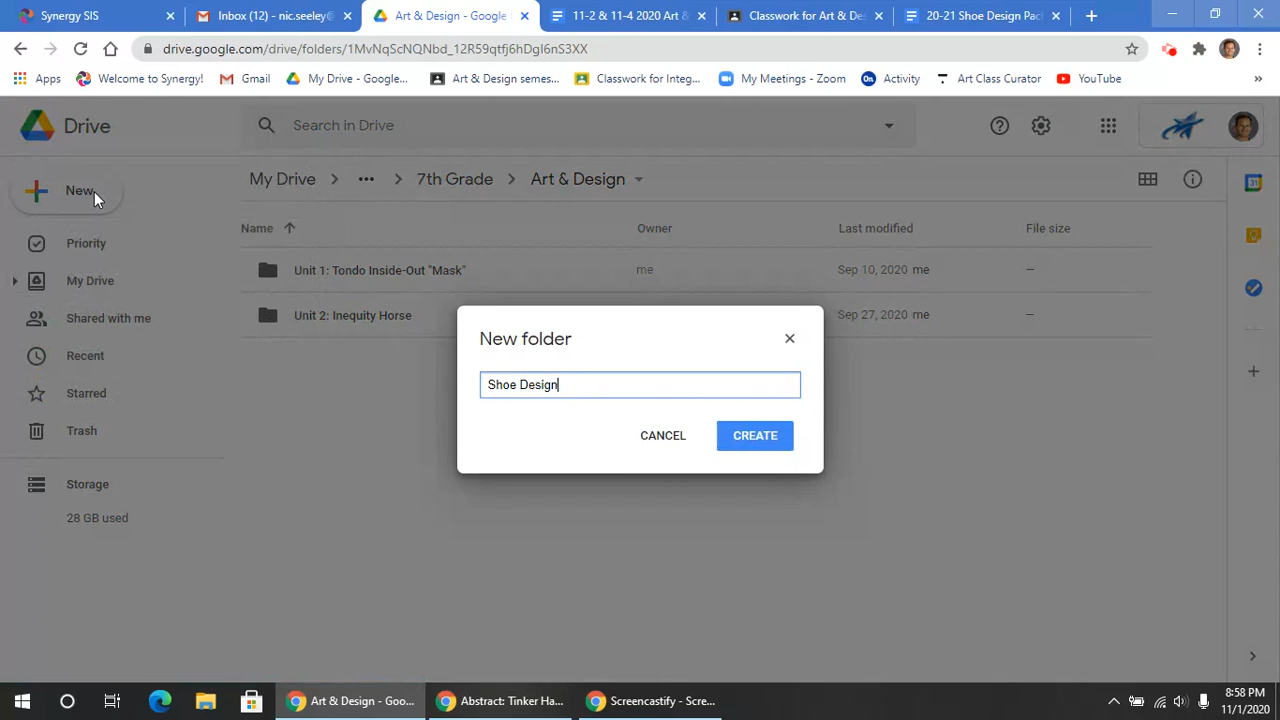 Synergy SIS
Inbox (12) - nic.seeley@
Art & Design - Google
11-2 & 11-4 2020 Art &
Classwork for Art & Des
20-21 Shoe Design Pac
drive.google.com/drive/folders/1MvNqScNQNbd_12R59qtfj6hDgI6nS3XX
Apps
Welcome to Synergy!
Gmail
My Drive - Google...
Art & Design semes...
Classwork for Integ...
My Meetings - Zoom
On
Activity
Art Class Curator
YouTube
»
Drive
Search in Drive
New
My Drive
7th Grade
Art & Design
31
Name
Owner
Last modified
File size
Priority
Unit 1: Tondo Inside-Out "Mask"
me
Sep 10, 2020 me
–
My Drive
Unit 2: Inequity Horse
Sep 27, 2020 me
–
Shared with me
New folder
Recent
Shoe Design
Starred
Trash
CANCEL
CREATE
Storage
28 GB used
Art & Design - Goo...
Abstract: Tinker Ha...
Screencastify - Scre...
8:58 PM
11/1/2020